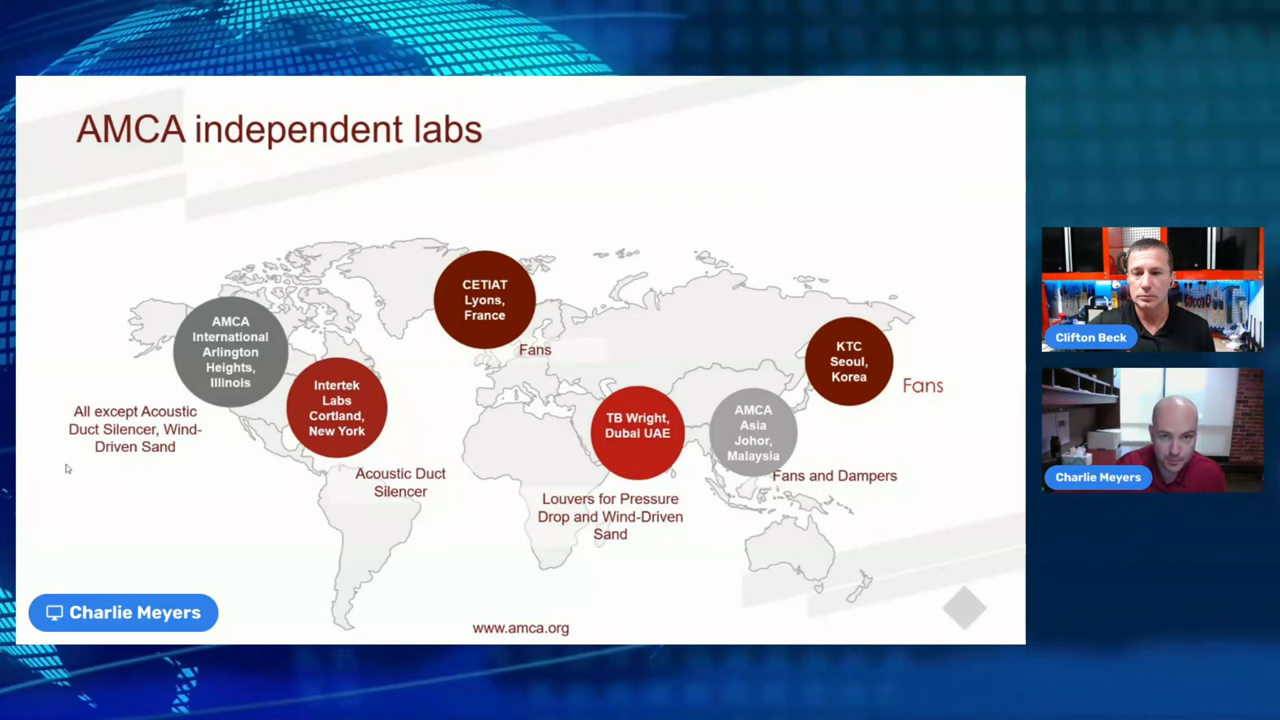 AMCA independent labs
CETIAT
Lyons,
France
Fans
AMCA
International
Arlington
Heights,
Illinois
All except Acoustic
Duct Silencer, Wind-
Driven Sand
Intertek
Labs
Cortland,
New York
Acoustic Duct
Silencer
TB Wright,
Dubai UAE
Louvers for Pressure
Drop and Wind-Driven
Sand
AMCA
Asia
Johor,
Malaysia
Fans and Dampers
KTC
Seoul,
Korea
Fans
www.amca.org
Charlie Meyers
Clifton Beck
Charlie Meyers